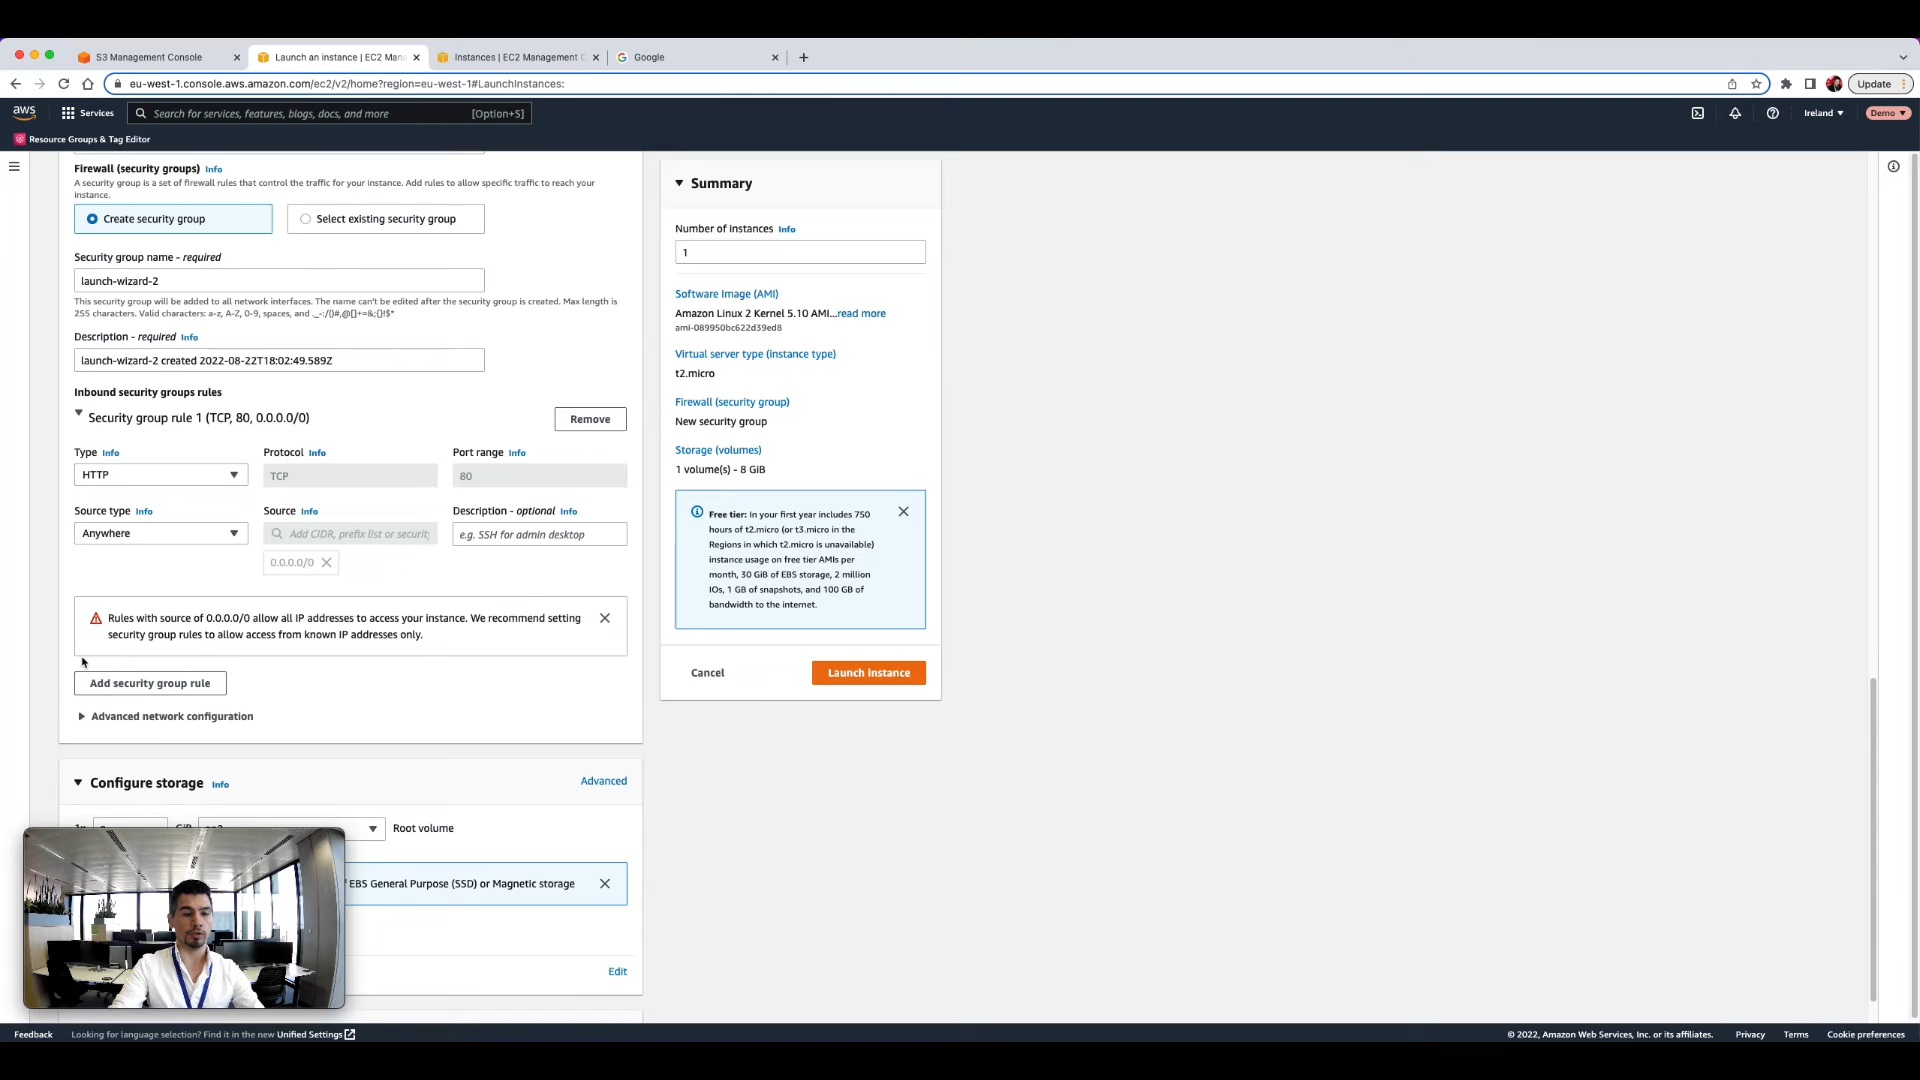 S3 Management Console
Launch an instance | EC2 Mana
Instances | EC2 Management C
Google
eu-west-1.console.aws.amazon.com/ec2/v2/home?region=eu-west-1#LaunchInstances:
Update
aws
Services
Search for services, features, blogs, docs, and more
[Option+S]
Ireland
Demo
Resource Groups & Tag Editor
Firewall (security groups) Info
A security group is a set of firewall rules that control the traffic for your instance. Add rules to allow specific traffic to reach your
instance.
Create security group
Select existing security group
Security group name - required
launch-wizard-2
This security group will be added to all network interfaces. The name can't be edited after the security group is created. Max length is
255 characters. Valid characters: a-z, A-Z, 0-9, spaces, and ._-:/()#,@[]+=&;{}!$*
Description - required Info
launch-wizard-2 created 2022-08-22T18:02:49.589Z
Inbound security groups rules
Security group rule 1 (TCP, 80, 0.0.0.0/0)
Remove
Type Info
Protocol Info
Port range Info
HTTP
TCP
80
Source type Info
Source Info
Description - optional Info
Anywhere
Add CIDR, prefix list or security
e.g. SSH for admin desktop
0.0.0.0/0
Rules with source of 0.0.0.0/0 allow all IP addresses to access your instance. We recommend setting
security group rules to allow access from known IP addresses only.
Add security group rule
Advanced network configuration
Configure storage Info
Advanced
Root volume
EBS General Purpose (SSD) or Magnetic storage
Edit
Summary
Number of instances Info
1
Software Image (AMI)
Amazon Linux 2 Kernel 5.10 AMI...read more
ami-089950bc622d39ed8
Virtual server type (instance type)
t2.micro
Firewall (security group)
New security group
Storage (volumes)
1 volume(s) - 8 GiB
Free tier: In your first year includes 750
hours of t2.micro (or t3.micro in the
Regions in which t2.micro is unavailable)
instance usage on free tier AMIs per
month, 30 GiB of EBS storage, 2 million
IOs, 1 GB of snapshots, and 100 GB of
bandwidth to the internet.
Cancel
Launch instance
Feedback
Looking for language selection? Find it in the new Unified Settings
© 2022, Amazon Web Services, Inc. or its affiliates.
Privacy
Terms
Cookie preferences